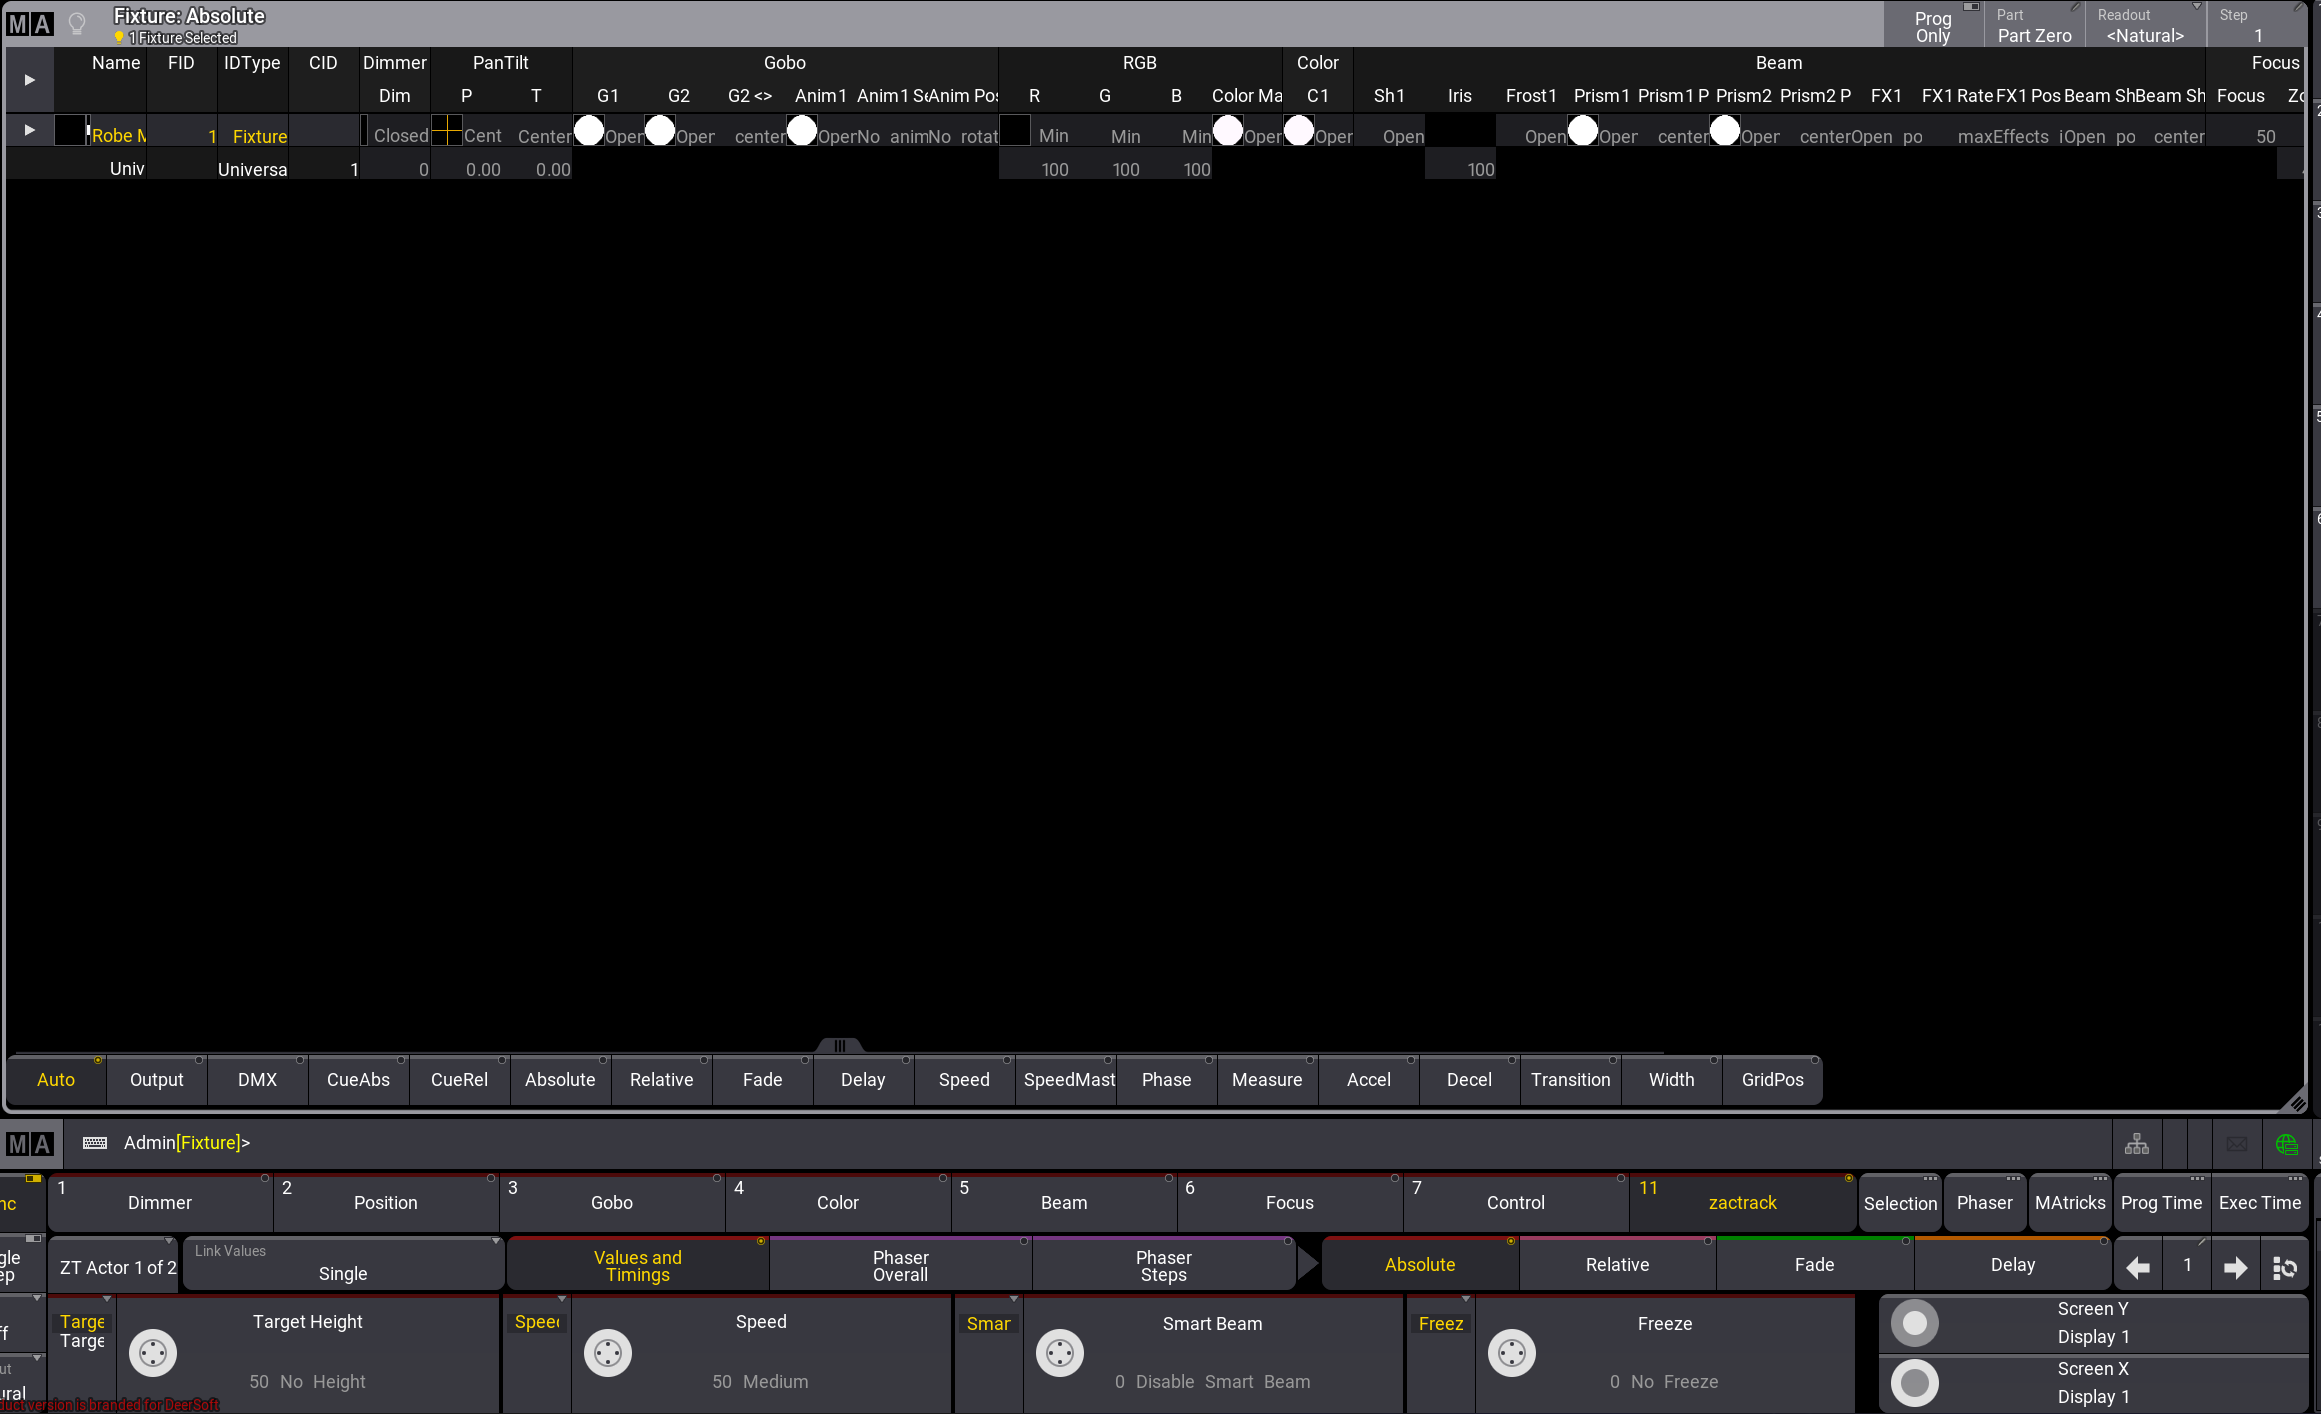 MA Fixture: Absolute
1 Fixture Selected
Prog Only
Part
Part Zero
Readout
<Natural>
Step
1
Name FID IDType CID Dimmer PanTilt Gobo RGB Color Beam Focus
Dim P T G1 G2 G2 <> Anim1 Anim1 Se Anim Pos R G B Color Ma C1 Sh1 Iris Frost1 Prism1 Prism1 P Prism2 Prism2 P FX1 FX1 Rate FX1 Pos Beam Sh Beam Sh Focus Zo
Robe M 1 Fixture Closed Cent Center Oper Oper center Oper No anim No rotat Min Min Min Oper Oper Open Open Oper center Oper center Open po max Effects i Open po center 50
Univ Universa 1 0 0.00 0.00 100 100 100 100
Auto Output DMX CueAbs CueRel Absolute Relative Fade Delay Speed SpeedMast Phase Measure Accel Decel Transition Width GridPos
MA Admin[Fixture]>
nc 1 Dimmer 2 Position 3 Gobo 4 Color 5 Beam 6 Focus 7 Control 11 zactrack Selection Phaser MAtricks Prog Time Exec Time
gle
ep
ZT Actor 1 of 2
Link Values
Single
Values and
Timings
Phaser
Overall
Phaser
Steps
Absolute Relative Fade Delay 1
ff
Targe
Targe
Target Height
50 No Height
Speed
Speed
50 Medium
Smar
Smart Beam
0 Disable Smart Beam
Freez
Freeze
0 No Freeze
Screen Y
Display 1
Screen X
Display 1
ut
ural
duct version is branded for DeerSoft